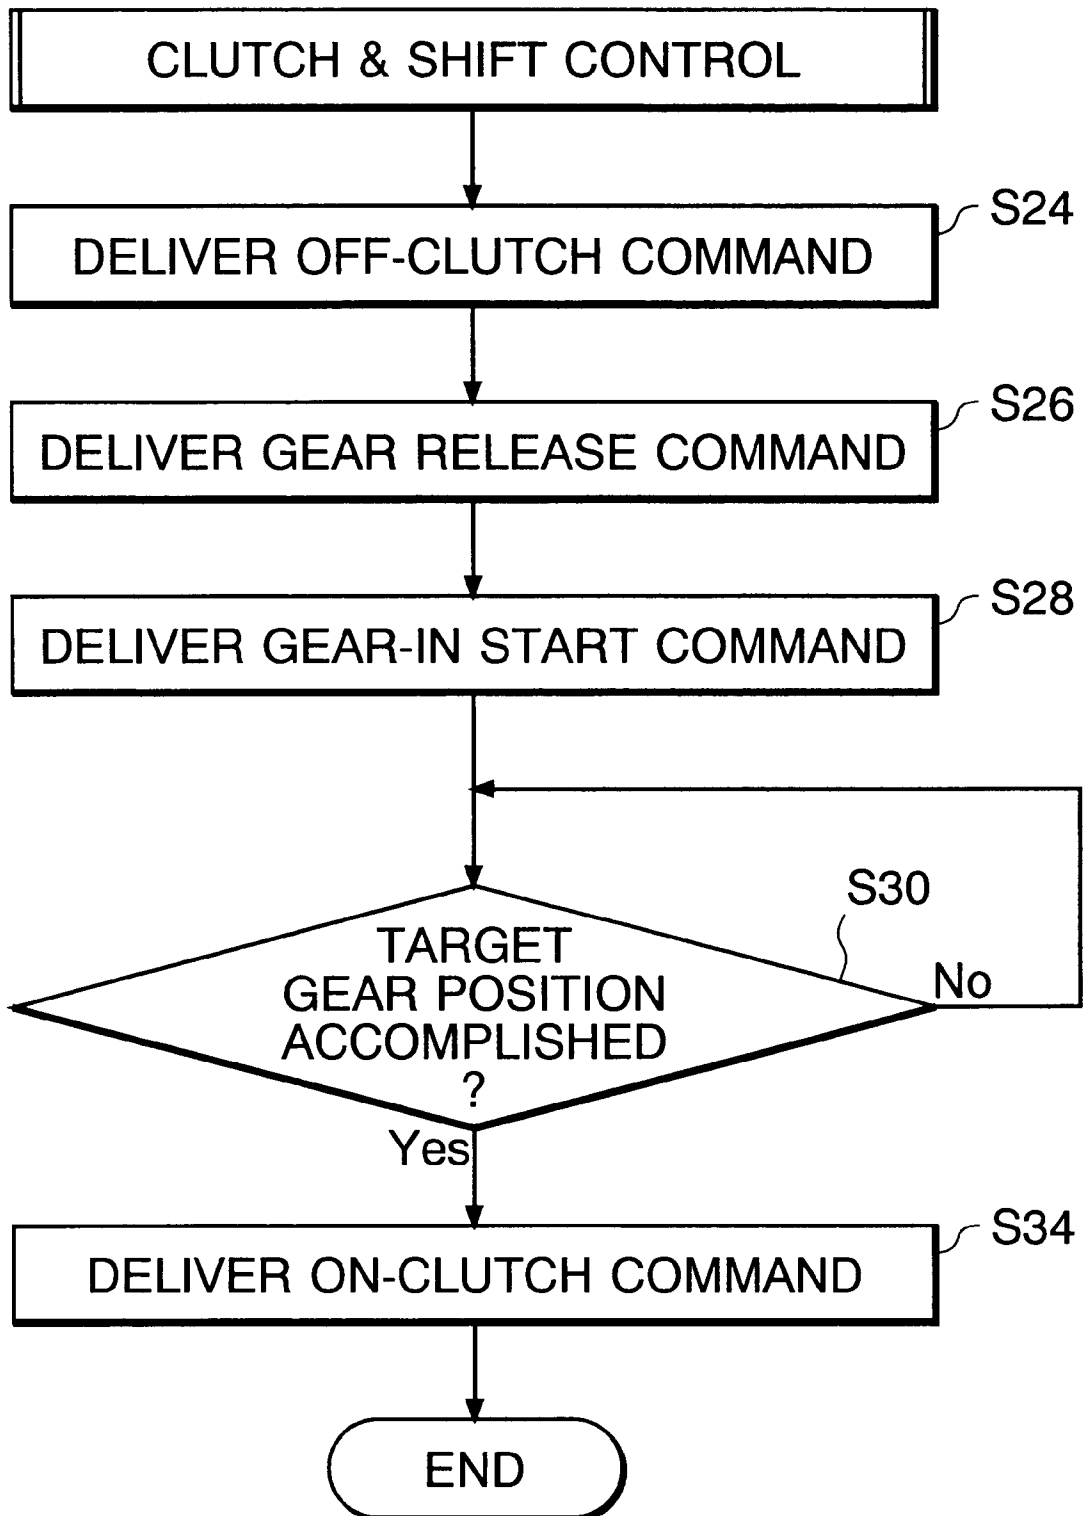 CLUTCH & SHIFT CONTROL
S24
DELIVER OFF-CLUTCH COMMAND
S26
DELIVER GEAR RELEASE COMMAND
S28
DELIVER GEAR-IN START COMMAND
S30
TARGET
GEAR POSITION
ACCOMPLISHED
?
No
Yes
S34
DELIVER ON-CLUTCH COMMAND
END